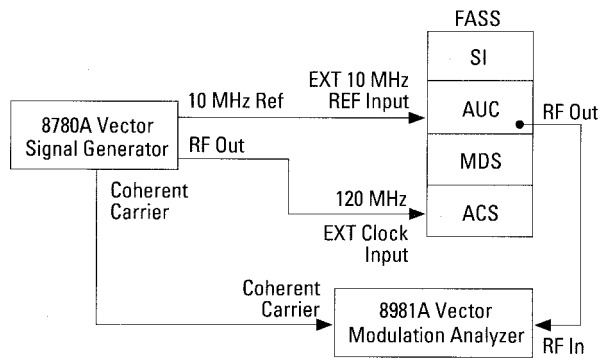 FASS
SI
10 MHz Ref
EXT 10 MHz
REF Input
AUC
RF Out
8780A Vector
Signal Generator
RF Out
MDS
Coherent
Carrier
120 MHz
EXT Clock
Input
ACS
Coherent
Carrier
8981A Vector
Modulation Analyzer
RF In